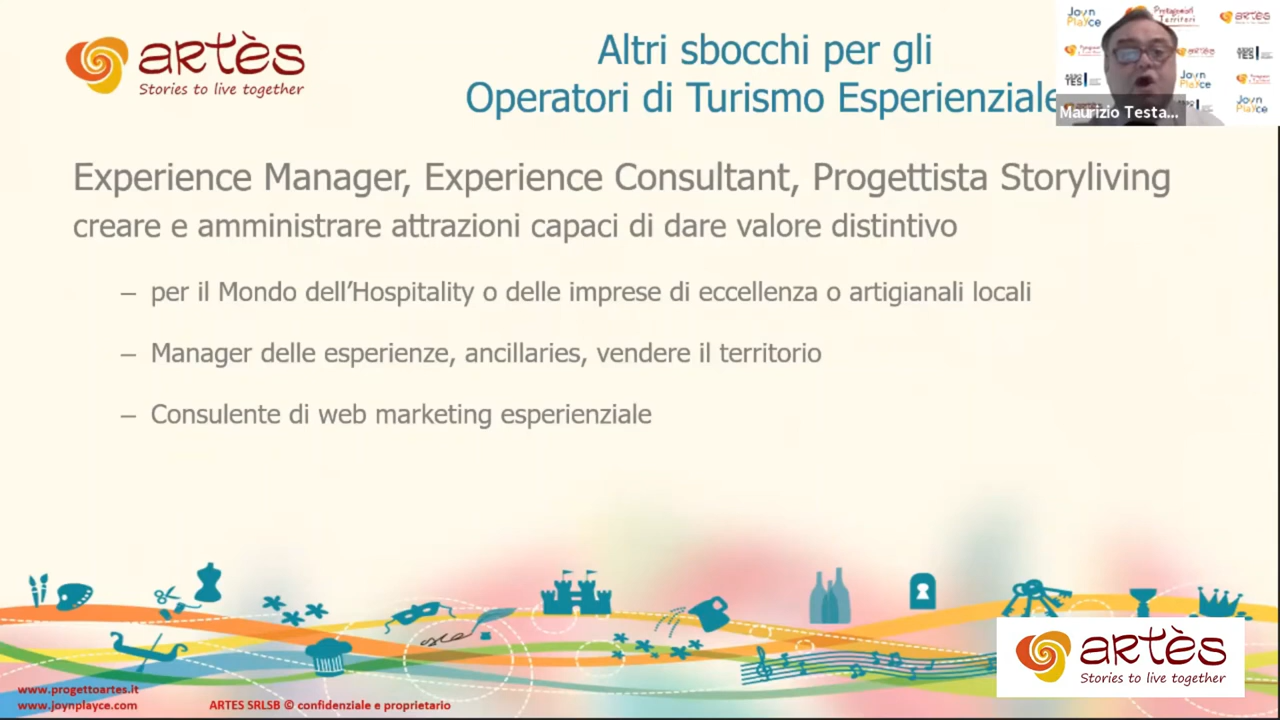 artès
Stories to live together
Altri sbocchi per gli
Operatori di Turismo Esperienziale
Maurizio Testa...
Experience Manager, Experience Consultant, Progettista Storyliving
creare e amministrare attrazioni capaci di dare valore distintivo
– per il Mondo dell'Hospitality o delle imprese di eccellenza o artigianali locali
– Manager delle esperienze, ancillaries, vendere il territorio
– Consulente di web marketing esperienziale
artès
Stories to live together
www.progettoartes.it
www.joynplayce.com
ARTES SRLSB © confidenziale e proprietario